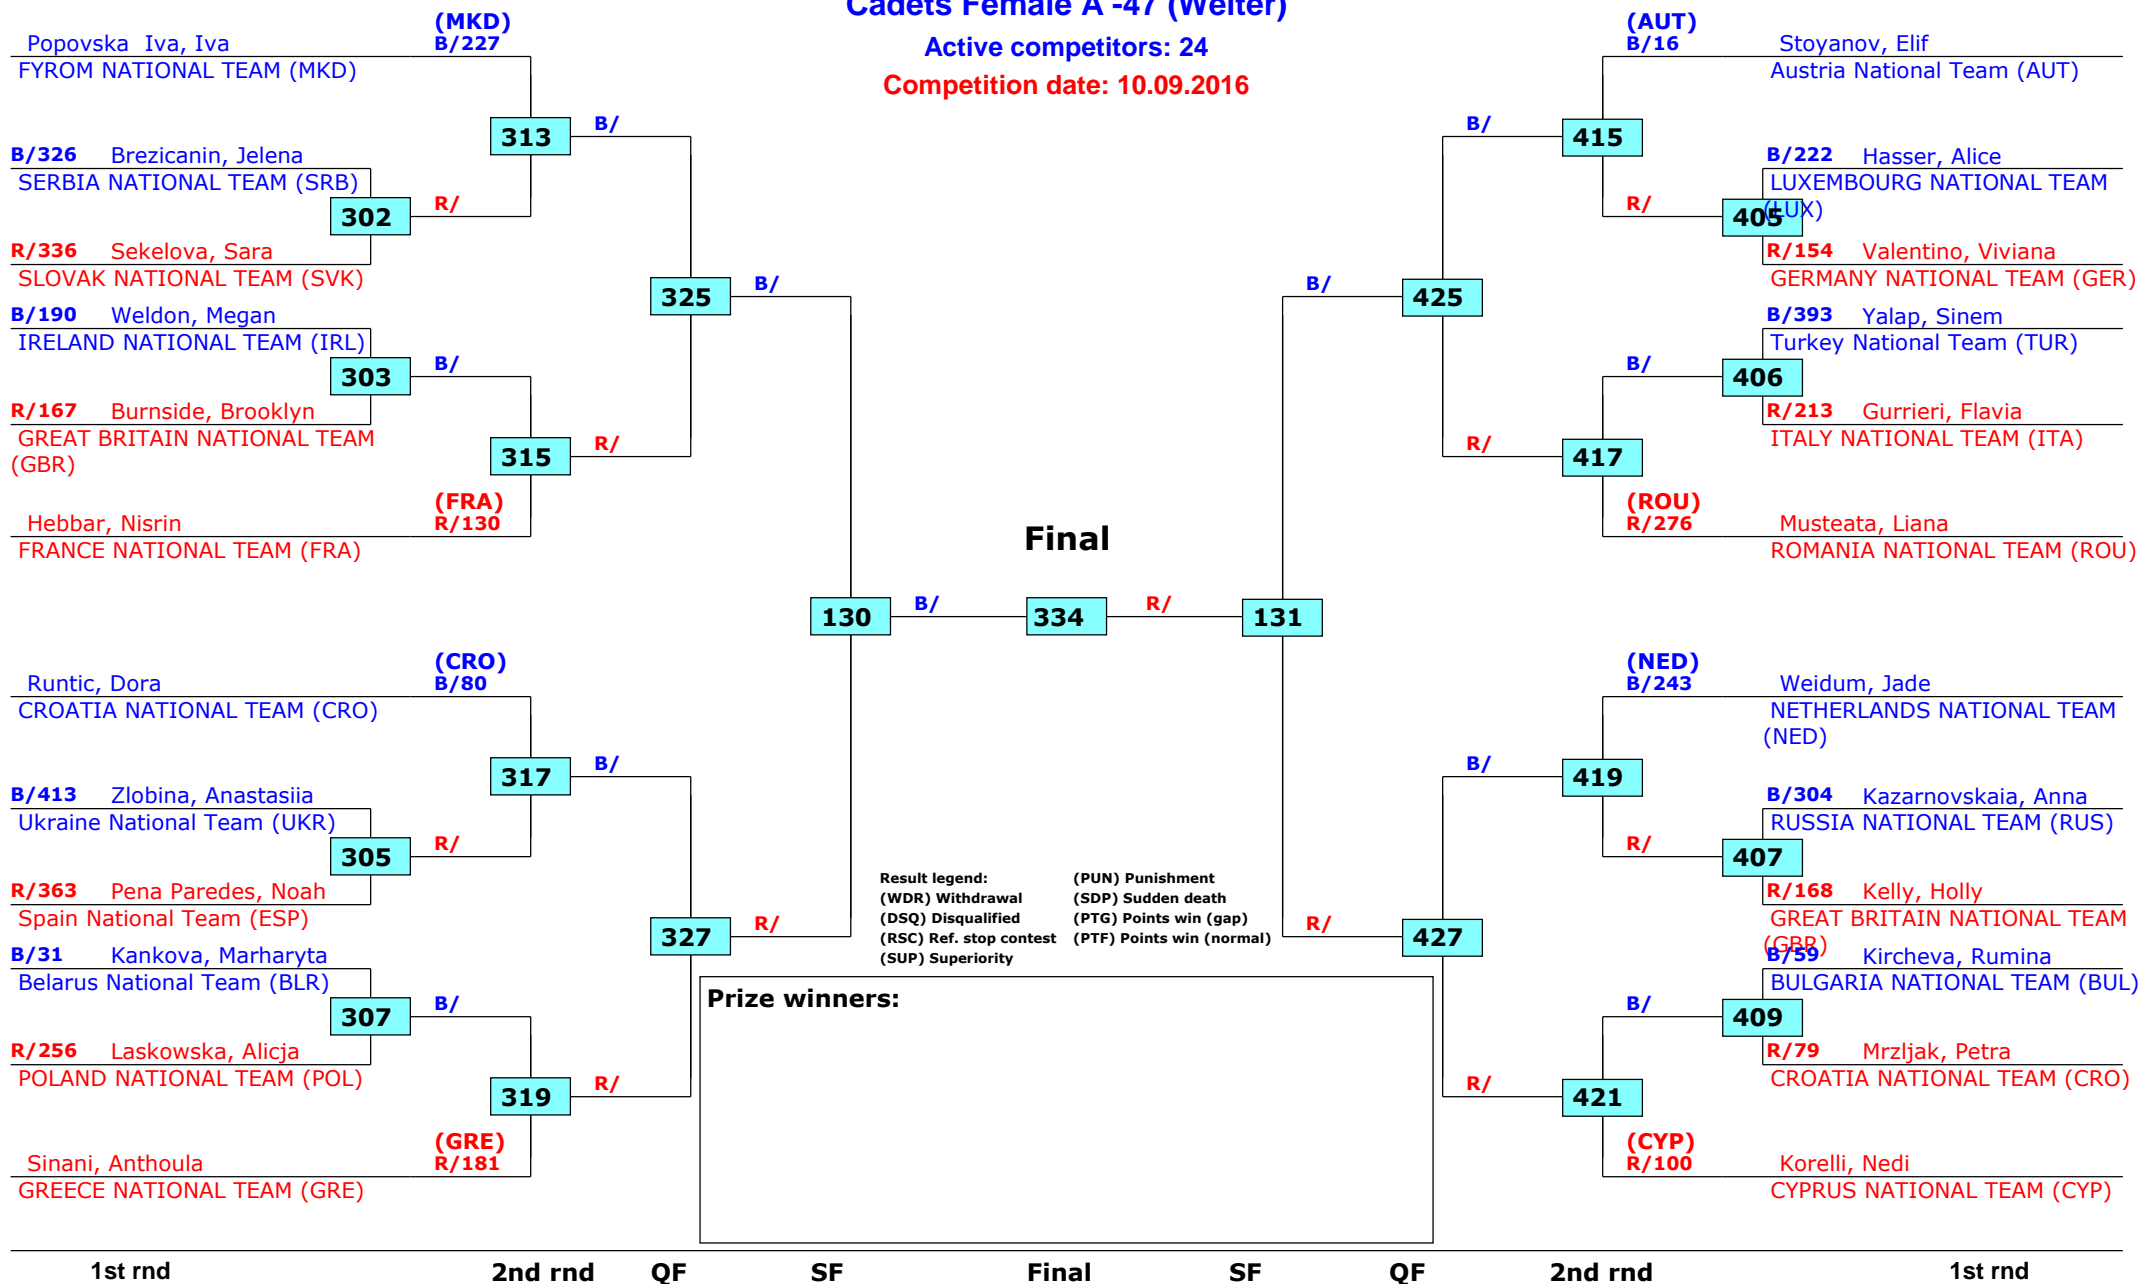 Cadets Female A -47 (Welter)
Active competitors: 24
Competition date: 10.09.2016
(MKD)
Popovska  Iva, Iva B/227
FYROM NATIONAL TEAM (MKD)
313 B/
B/326 Brezicanin, Jelena
SERBIA NATIONAL TEAM (SRB)
302 R/
R/336 Sekelova, Sara
SLOVAK NATIONAL TEAM (SVK)
325 B/
B/190 Weldon, Megan
IRELAND NATIONAL TEAM (IRL)
303 B/
R/167 Burnside, Brooklyn
GREAT BRITAIN NATIONAL TEAM
(GBR)
315 R/
(FRA)
Hebbar, Nisrin R/130
FRANCE NATIONAL TEAM (FRA)
(CRO)
Runtic, Dora B/80
CROATIA NATIONAL TEAM (CRO)
317 B/
B/413 Zlobina, Anastasiia
Ukraine National Team (UKR)
305 R/
R/363 Pena Paredes, Noah
Spain National Team (ESP)
327 R/
B/31 Kankova, Marharyta
Belarus National Team (BLR)
307 B/
R/256 Laskowska, Alicja
POLAND NATIONAL TEAM (POL)
319 R/
(GRE)
Sinani, Anthoula R/181
GREECE NATIONAL TEAM (GRE)
Final
130 B/ 334 R/ 131
(AUT)
B/16 Stoyanov, Elif
Austria National Team (AUT)
B/ 415
B/222 Hasser, Alice
LUXEMBOURG NATIONAL TEAM
(LUX)
R/ 405
R/154 Valentino, Viviana
GERMANY NATIONAL TEAM (GER)
B/ 425
B/393 Yalap, Sinem
Turkey National Team (TUR)
B/ 406
R/213 Gurrieri, Flavia
ITALY NATIONAL TEAM (ITA)
R/ 417
(ROU)
R/276 Musteata, Liana
ROMANIA NATIONAL TEAM (ROU)
(NED)
B/243 Weidum, Jade
NETHERLANDS NATIONAL TEAM
(NED)
B/ 419
B/304 Kazarnovskaia, Anna
RUSSIA NATIONAL TEAM (RUS)
R/ 407
R/168 Kelly, Holly
GREAT BRITAIN NATIONAL TEAM
(GBR)
R/ 427
B/59 Kircheva, Rumina
BULGARIA NATIONAL TEAM (BUL)
B/ 409
R/79 Mrzljak, Petra
CROATIA NATIONAL TEAM (CRO)
R/ 421
(CYP)
R/100 Korelli, Nedi
CYPRUS NATIONAL TEAM (CYP)
Result legend: (PUN) Punishment
(WDR) Withdrawal (SDP) Sudden death
(DSQ) Disqualified (PTG) Points win (gap)
(RSC) Ref. stop contest (PTF) Points win (normal)
(SUP) Superiority
Prize winners:
1st rnd 2nd rnd QF SF Final SF QF 2nd rnd 1st rnd